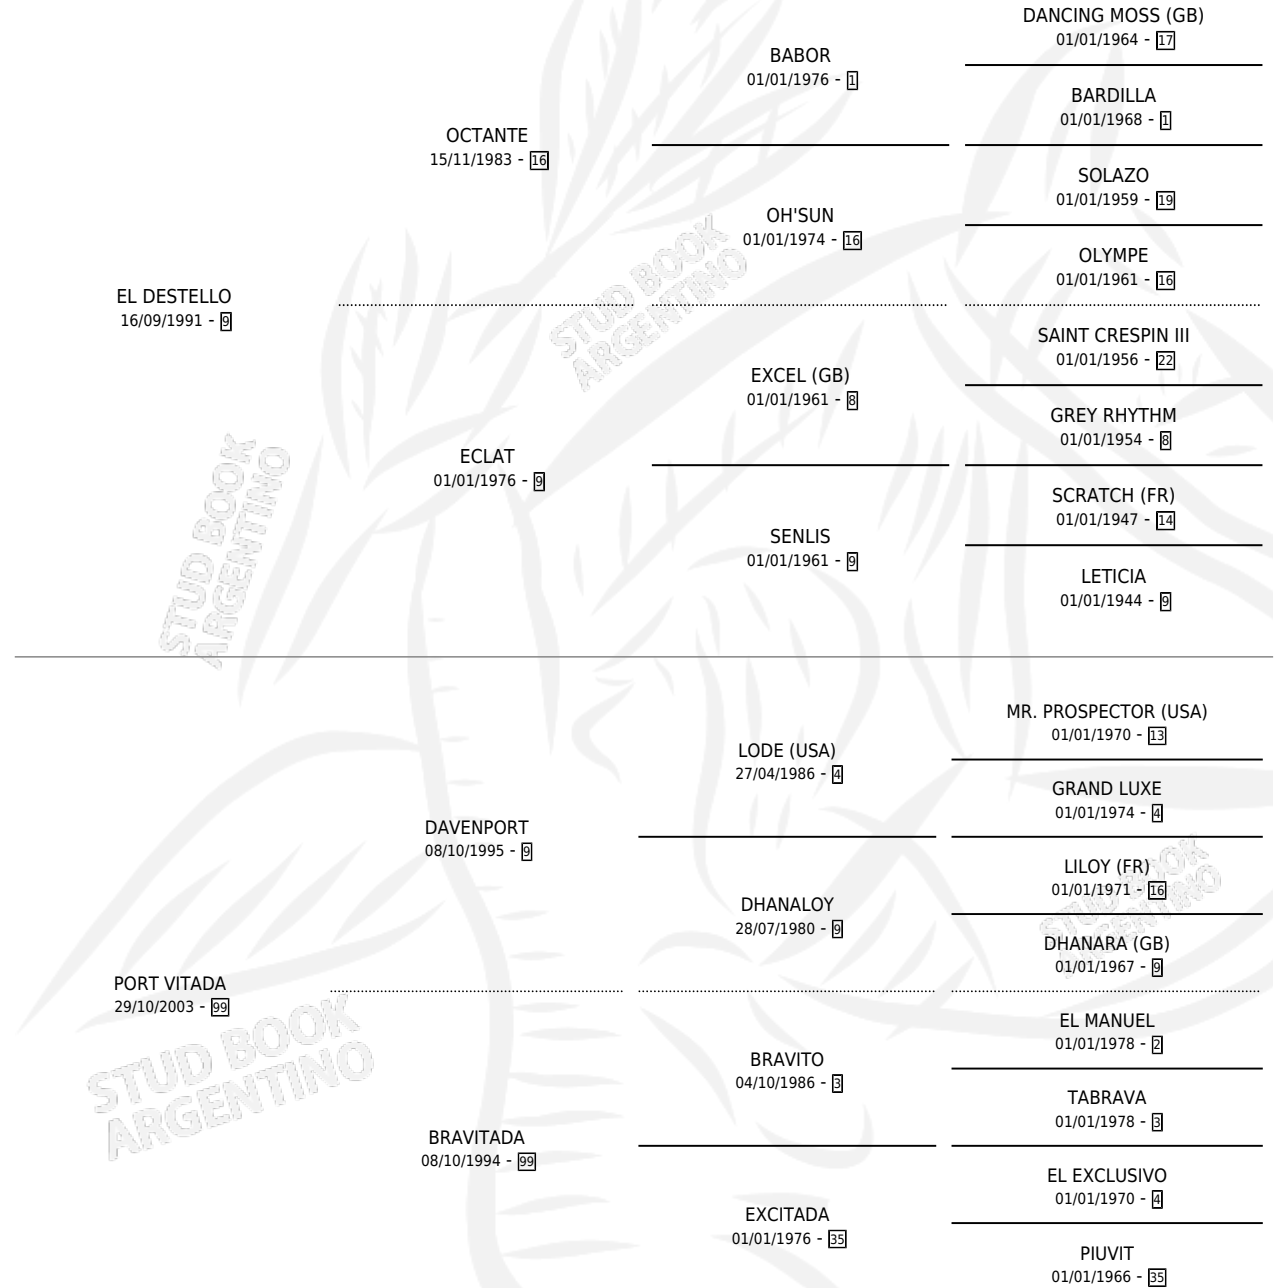 DANCING MOSS (GB)
01/01/1964 - 17
BABOR
01/01/1976 - 1
BARDILLA
01/01/1968 - 1
OCTANTE
15/11/1983 - 16
SOLAZO
01/01/1959 - 19
OH'SUN
01/01/1974 - 16
OLYMPE
01/01/1961 - 16
EL DESTELLO
16/09/1991 - 9
SAINT CRESPIN III
01/01/1956 - 22
EXCEL (GB)
01/01/1961 - 8
GREY RHYTHM
01/01/1954 - 8
ECLAT
01/01/1976 - 9
SCRATCH (FR)
01/01/1947 - 14
SENLIS
01/01/1961 - 9
LETICIA
01/01/1944 - 9
STUD BOOK
ARGENTINO
STUD BOOK
ARGENTINO
MR. PROSPECTOR (USA)
01/01/1970 - 13
LODE (USA)
27/04/1986 - 4
GRAND LUXE
01/01/1974 - 4
DAVENPORT
08/10/1995 - 9
LILOY (FR)
01/01/1971 - 16
DHANALOY
28/07/1980 - 9
DHANARA (GB)
01/01/1967 - 9
STUD BOOK
ARGENTINO
PORT VITADA
29/10/2003 - 99
EL MANUEL
01/01/1978 - 2
BRAVITO
04/10/1986 - 3
TABRAVA
01/01/1978 - 3
BRAVITADA
08/10/1994 - 99
EL EXCLUSIVO
01/01/1970 - 4
EXCITADA
01/01/1976 - 35
PIUVIT
01/01/1966 - 35
STUD BOOK
ARGENTINO